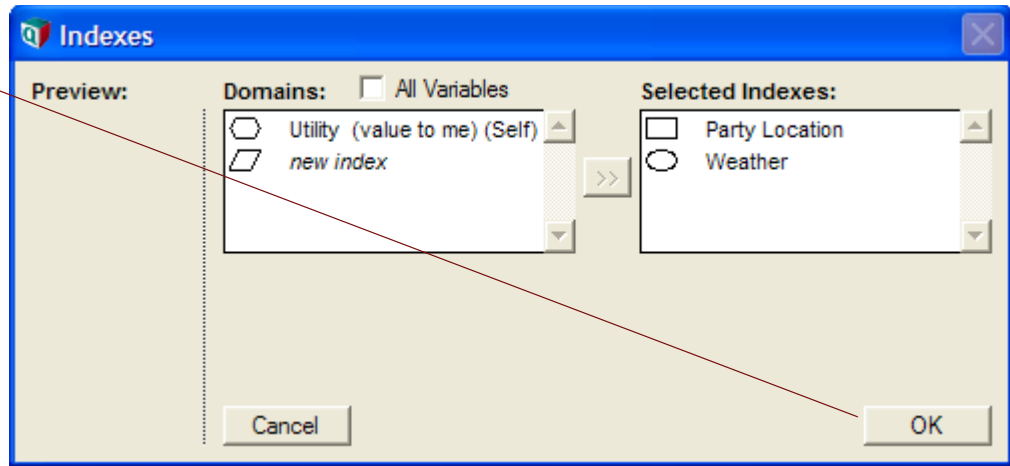 Indexes
Preview:
Domains: All Variables
Selected Indexes:
Utility (value to me) (Self)
new index
>>
Party Location
Weather
Cancel
OK